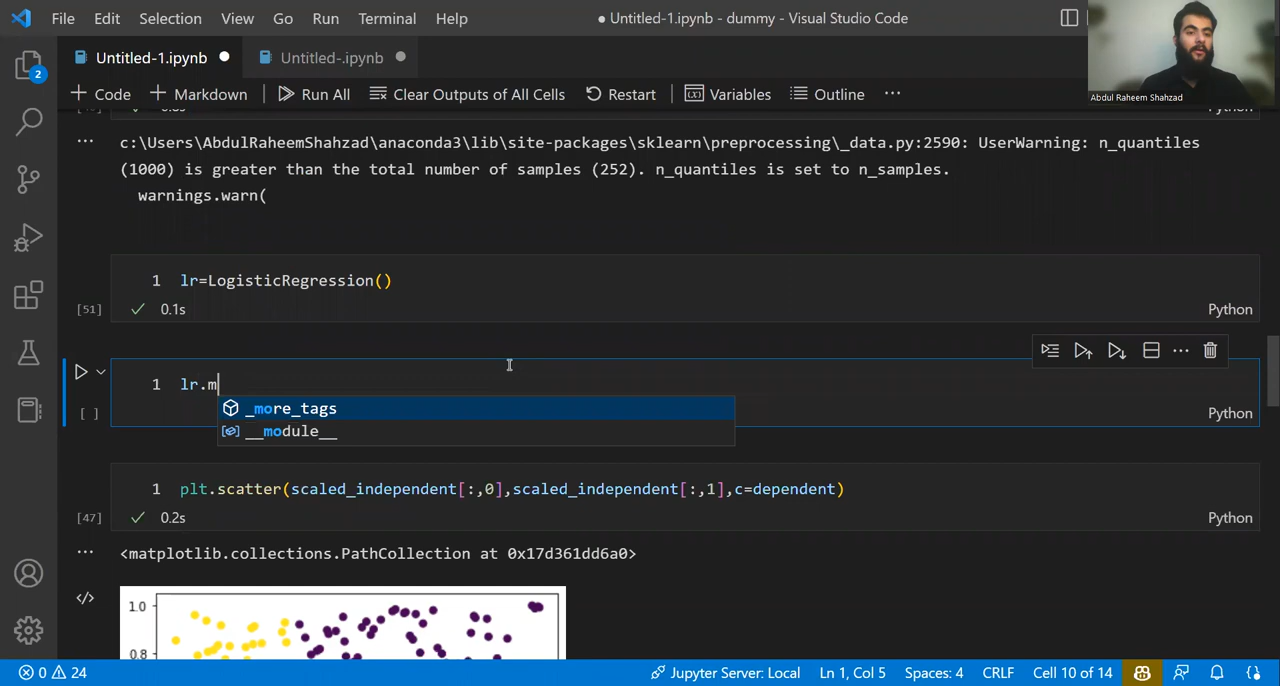 File Edit Selection View Go Run Terminal Help
● Untitled-1.ipynb - dummy - Visual Studio Code
Untitled-1.ipynb ●
Untitled-.ipynb ●
2
+ Code + Markdown Run All Clear Outputs of All Cells Restart Variables Outline ···
Abdul Raheem Shahzad
Python
··· c:\Users\AbdulRaheemShahzad\anaconda3\lib\site-packages\sklearn\preprocessing\_data.py:2590: UserWarning: n_quantiles
(1000) is greater than the total number of samples (252). n_quantiles is set to n_samples.
warnings.warn(
1 lr=LogisticRegression()
[51] ✓ 0.1s Python
1 lr.m
_more_tags
[ ] Python
__module__
1 plt.scatter(scaled_independent[:,0],scaled_independent[:,1],c=dependent)
[47] ✓ 0.2s Python
··· <matplotlib.collections.PathCollection at 0x17d361dd6a0>
</>
1.0
0.8
0 24 Jupyter Server: Local Ln 1, Col 5 Spaces: 4 CRLF Cell 10 of 14